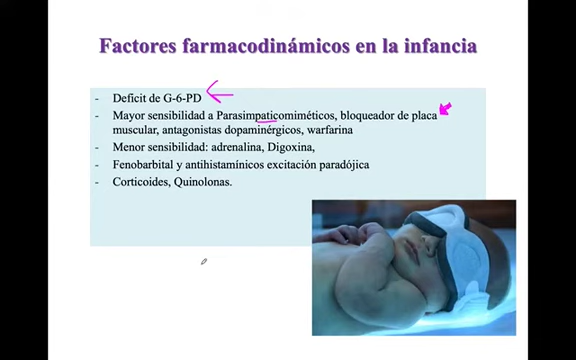 Factores farmacodinámicos en la infancia
- Deficit de G-6-PD
- Mayor sensibilidad a Parasimpaticomiméticos, bloqueador de placa
muscular, antagonistas dopaminérgicos, warfarina
- Menor sensibilidad: adrenalina, Digoxina,
- Fenobarbital y antihistamínicos excitación paradójica
- Corticoides, Quinolonas.